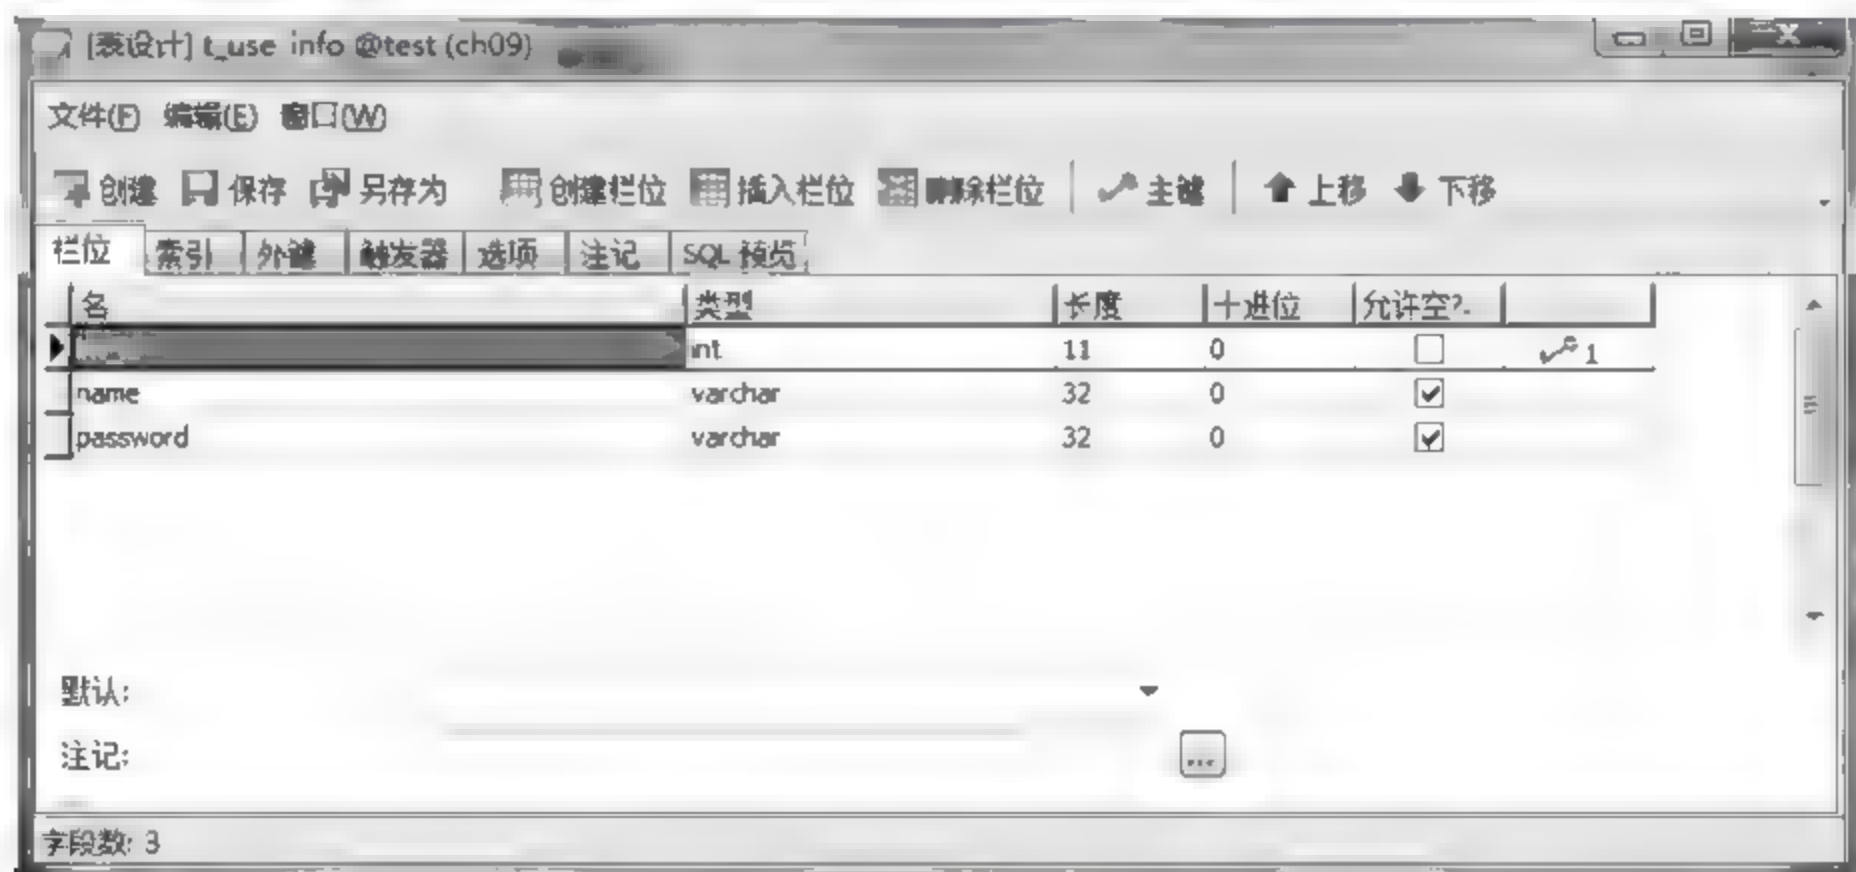 [表设计] t_use info @test (ch09)
文件(F) 编辑(E) 窗口(W)
创建 保存 另存为 创建栏位 插入栏位 删除栏位 主键 上移 下移
栏位 索引 外键 触发器 选项 注记 SQL 预览
名 类型 长度 十进位 允许空?
int 11 0 1
name varchar 32 0
password varchar 32 0
默认:
注记:
...
字段数: 3